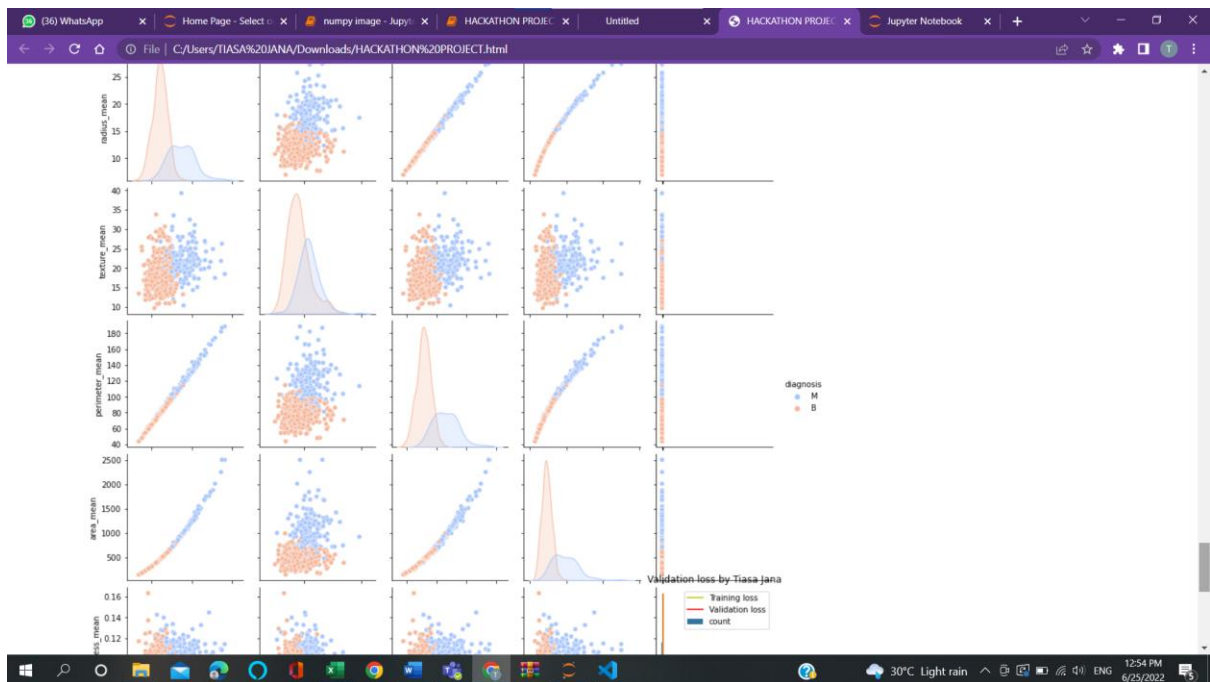 (36) WhatsApp
Home Page - Select o
numpy image - Jupyt
HACKATHON PROJEC
Untitled
HACKATHON PROJEC
Jupyter Notebook
File
C:/Users/TIASA%20JANA/Downloads/HACKATHON%20PROJECT.html
T
25
20
15
10
radius_mean
40
35
30
25
20
15
10
texture_mean
180
160
140
120
100
80
60
40
perimeter_mean
diagnosis
M
B
2500
2000
1500
1000
500
area_mean
Validation loss by Tiasa Jana
Training loss
Validation loss
count
0.16
0.14
0.12
ess_mean
30°C Light rain
ENG
12:54 PM
6/25/2022
5